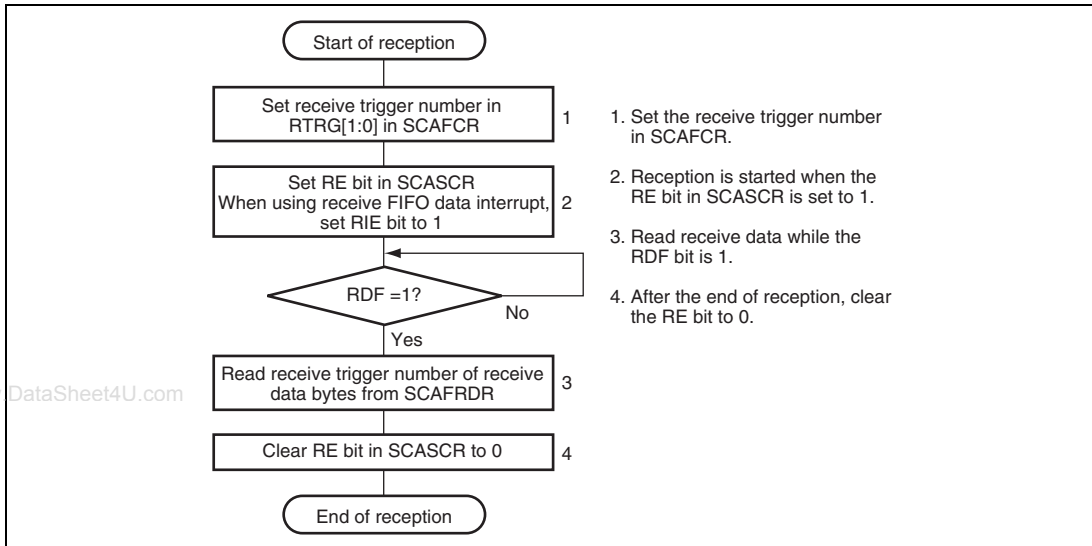 Start of reception
Set receive trigger number in
RTRG[1:0] in SCAFCR
1
Set RE bit in SCASCR
When using receive FIFO data interrupt,
set RIE bit to 1
2
RDF =1?
No
Yes
Read receive trigger number of receive
data bytes from SCAFRDR
3
Clear RE bit in SCASCR to 0
4
End of reception
1. Set the receive trigger number
in SCAFCR.
2. Reception is started when the
RE bit in SCASCR is set to 1.
3. Read receive data while the
RDF bit is 1.
4. After the end of reception, clear
the RE bit to 0.
DataSheet4U.com